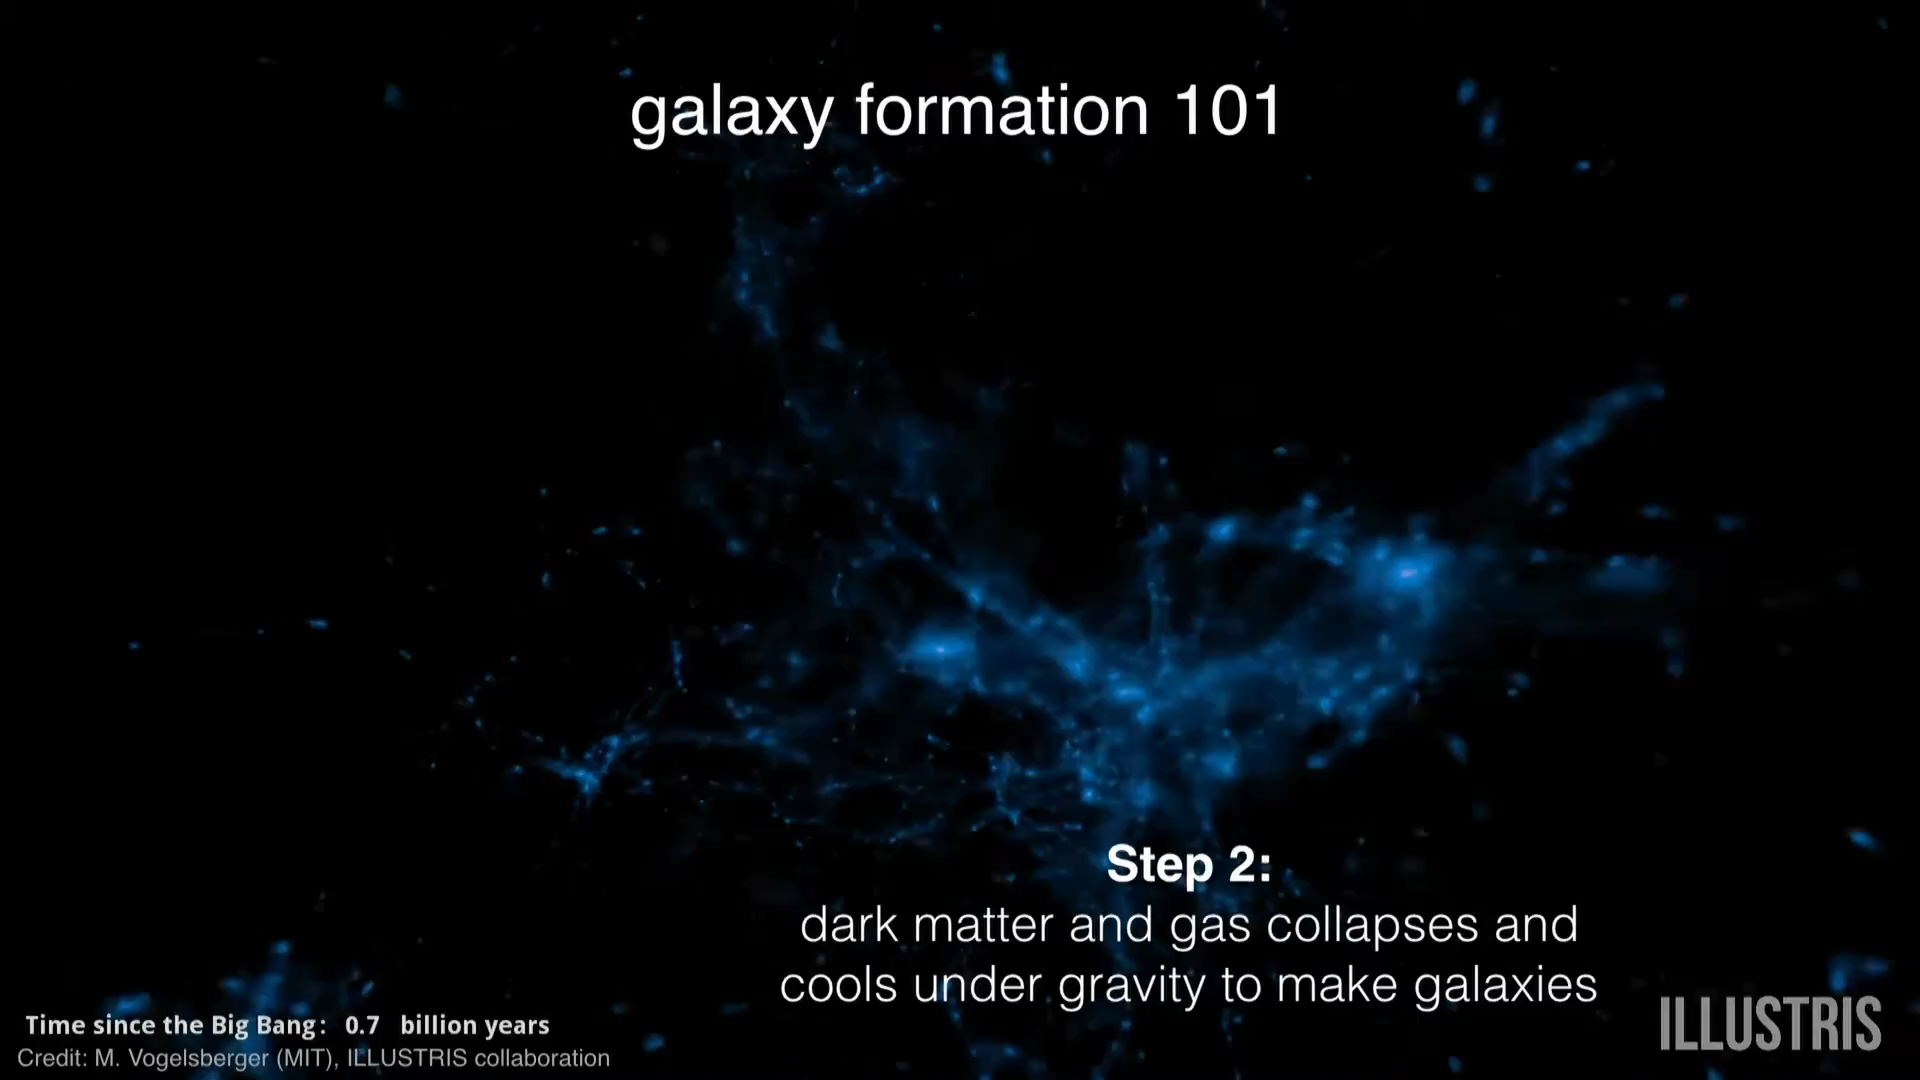 galaxy formation 101
Step 2:
dark matter and gas collapses and
cools under gravity to make galaxies
Time since the Big Bang: 0.7 billion years
Credit: M. Vogelsberger (MIT), ILLUSTRIS collaboration
ILLUSTRIS